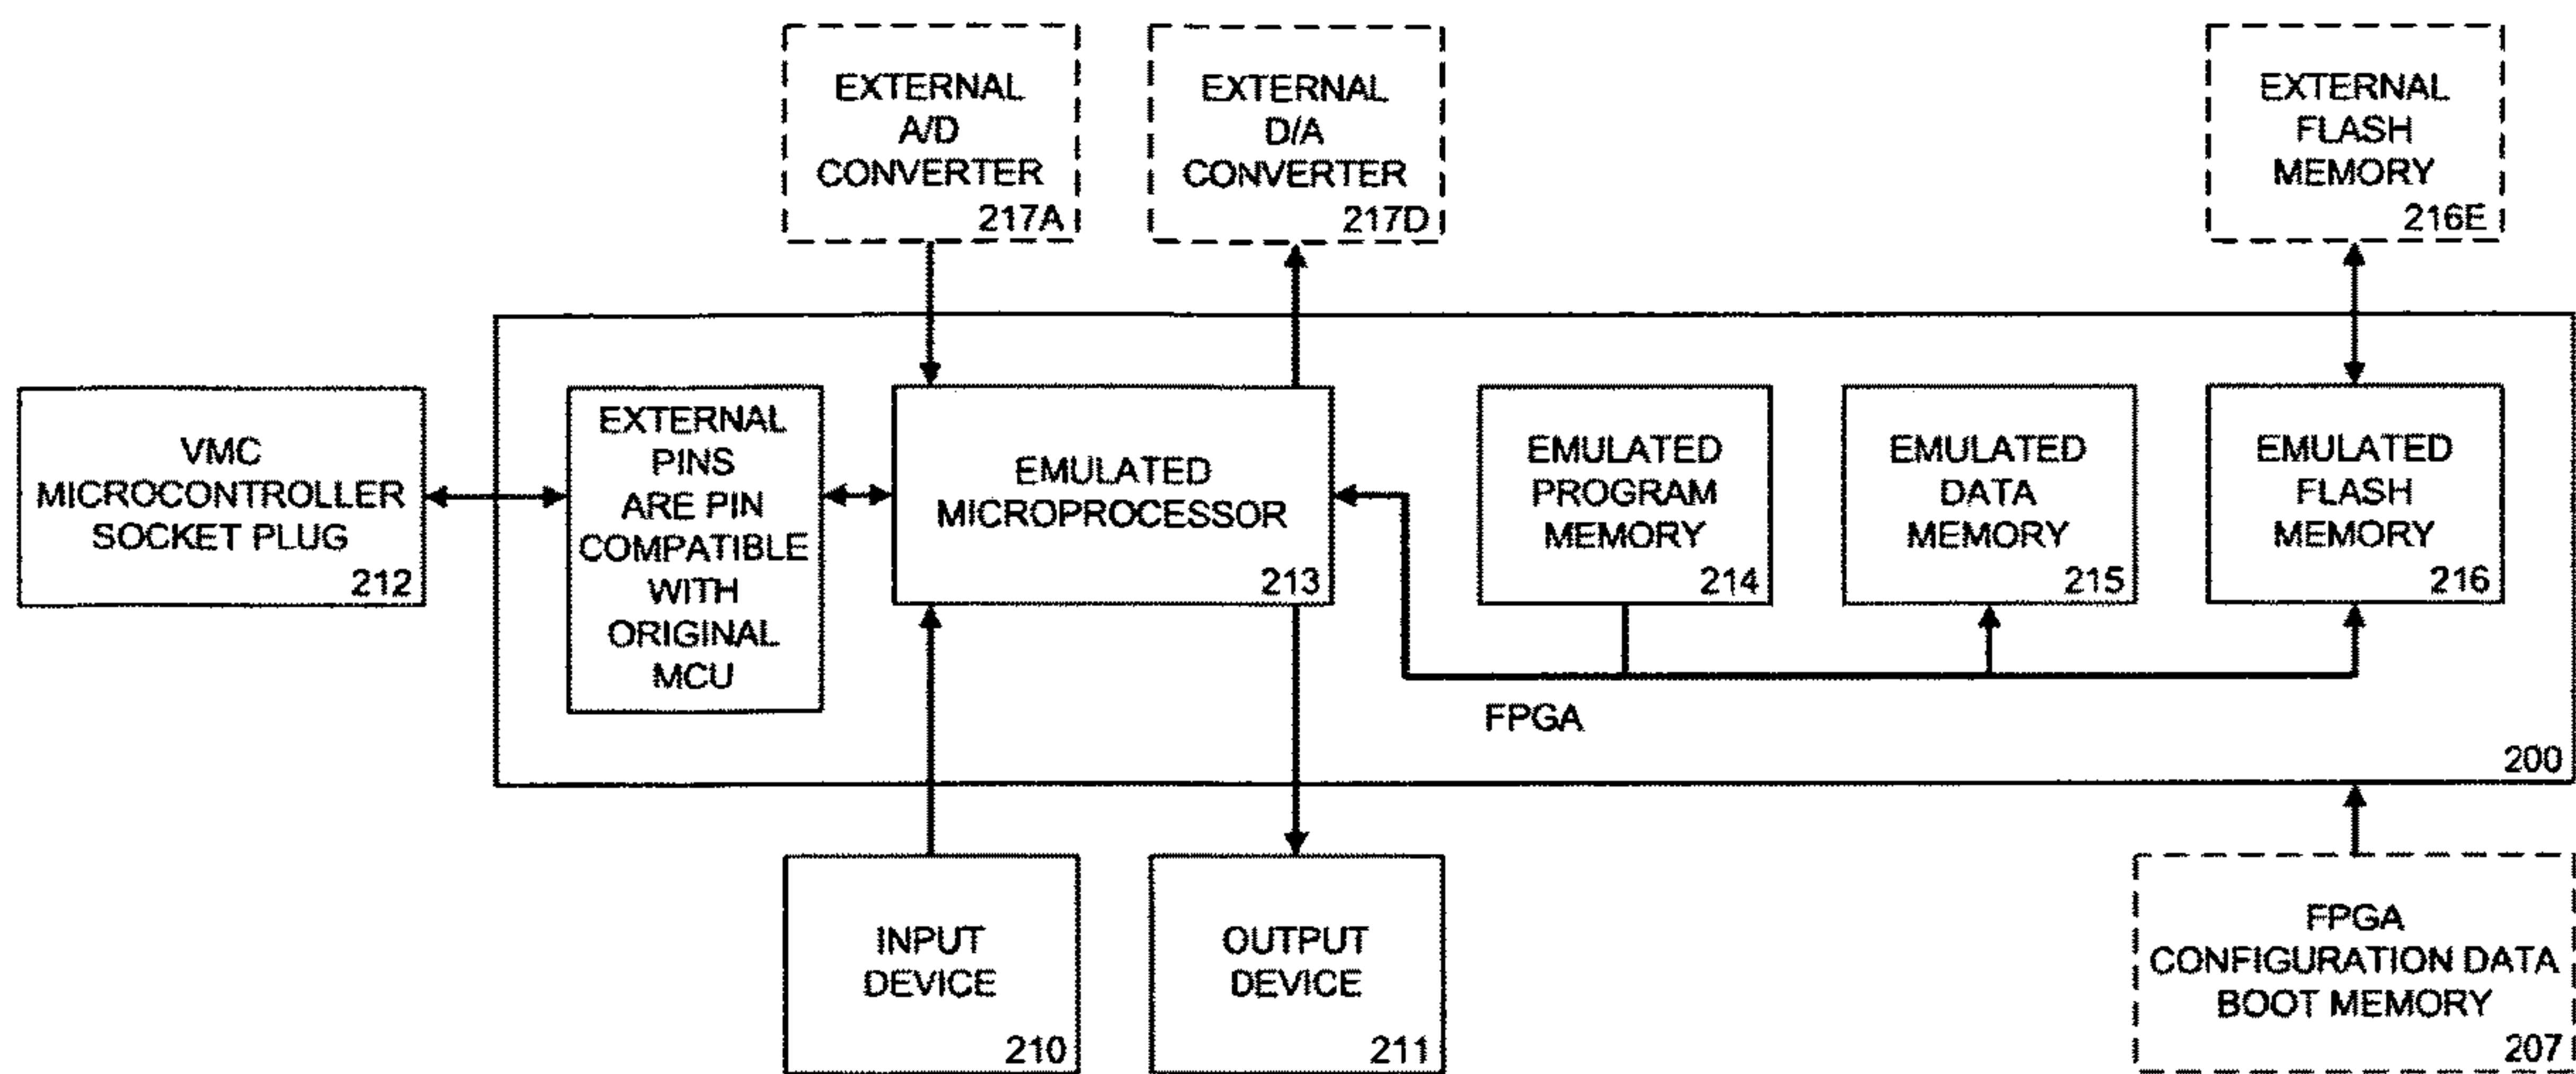 EXTERNAL
A/D
CONVERTER
217A
EXTERNAL
D/A
CONVERTER
217D
EXTERNAL
FLASH
MEMORY
216E
VMC
MICROCONTROLLER
SOCKET PLUG
212
EXTERNAL
PINS
ARE PIN
COMPATIBLE
WITH
ORIGINAL
MCU
EMULATED
MICROPROCESSOR
213
EMULATED
PROGRAM
MEMORY
214
EMULATED
DATA
MEMORY
215
EMULATED
FLASH
MEMORY
216
FPGA
200
INPUT
DEVICE
210
OUTPUT
DEVICE
211
FPGA
CONFIGURATION DATA
BOOT MEMORY
207